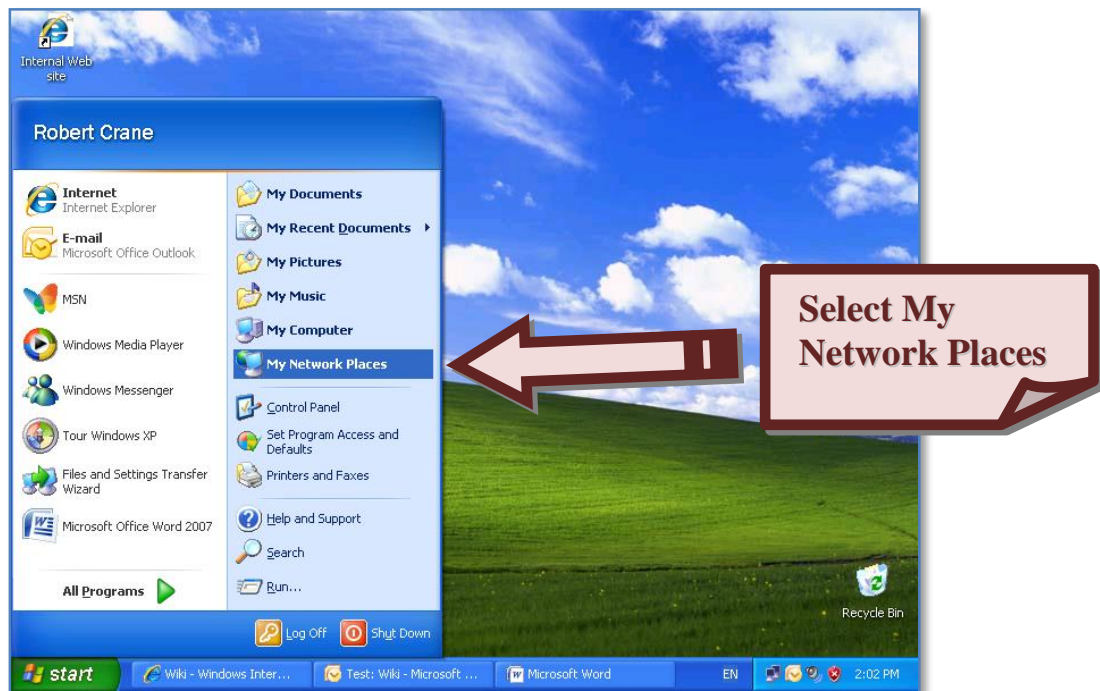 Internal Web
site
Robert Crane
Internet
Internet Explorer
E-mail
Microsoft Office Outlook
MSN
Windows Media Player
Windows Messenger
Tour Windows XP
Files and Settings Transfer
Wizard
Microsoft Office Word 2007
All Programs
My Documents
My Recent Documents
My Pictures
My Music
My Computer
My Network Places
Control Panel
Set Program Access and
Defaults
Printers and Faxes
Help and Support
Search
Run...
Log Off
Shut Down
Select My
Network Places
Recycle Bin
start
Wiki - Windows Inter...
Test: Wiki - Microsoft ...
Microsoft Word
EN
2:02 PM